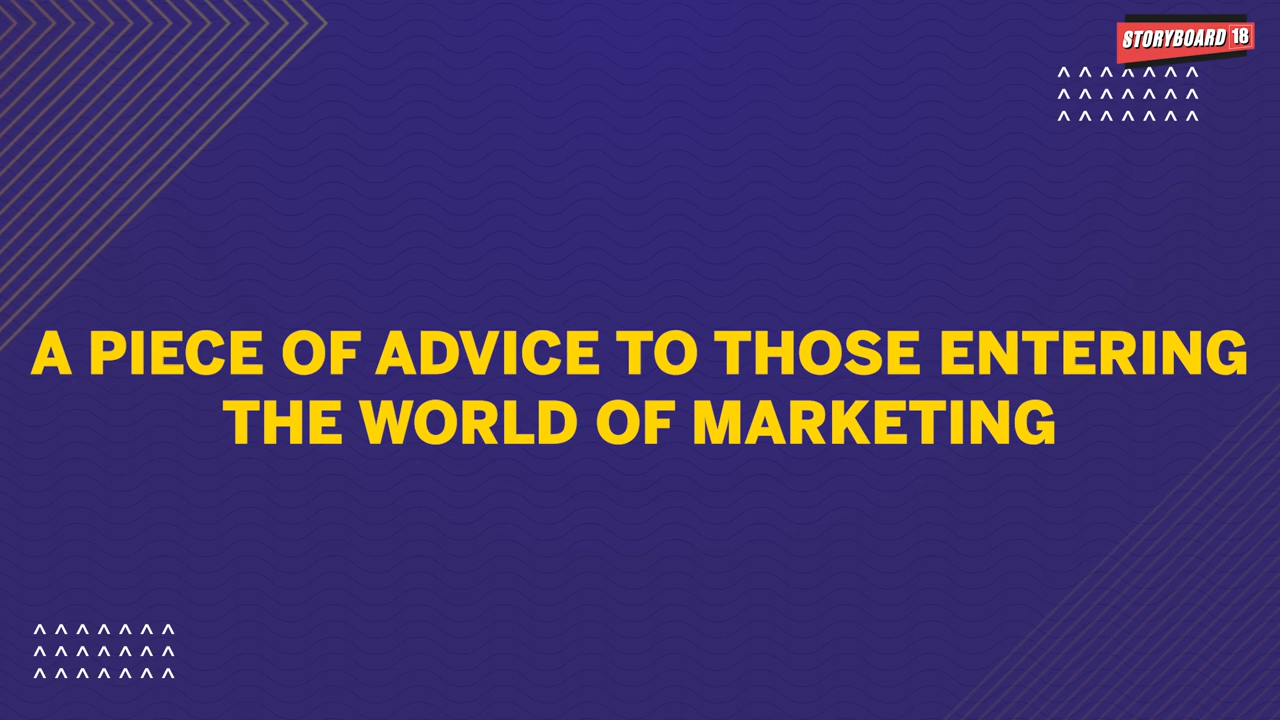 STORYBOARD 18
A PIECE OF ADVICE TO THOSE ENTERING
THE WORLD OF MARKETING